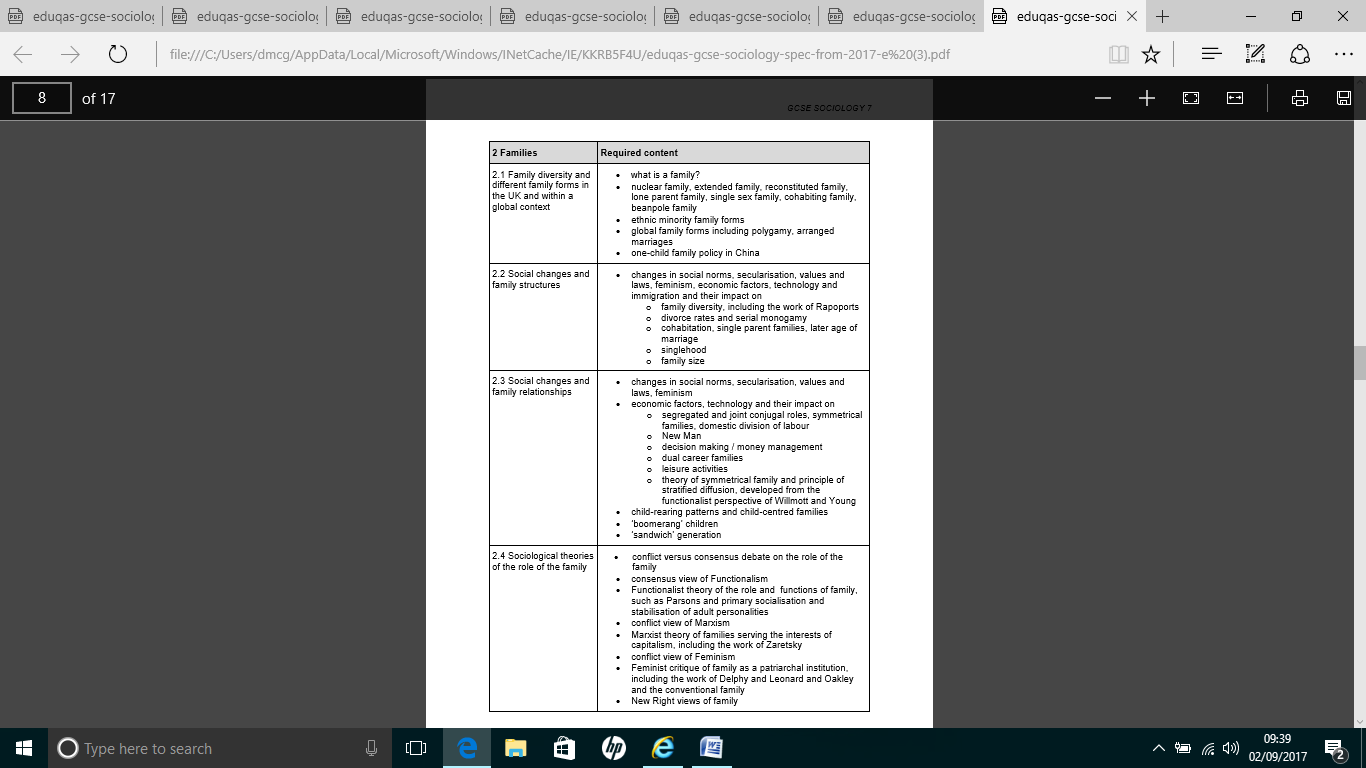 eduqas-gcse-sociolog eduqas-gcse-sociolog eduqas-gcse-sociolog eduqas-gcse-sociolog eduqas-gcse-sociolog eduqas-gcse-sociolog eduqas-gcse-soci
file:///C:/Users/dmcg/AppData/Local/Microsoft/Windows/INetCache/IE/KKRB5F4U/eduqas-gcse-sociology-spec-from-2017-e%20(3).pdf
8 of 17
GCSE SOCIOLOGY 7
2 Families
Required content
2.1 Family diversity and
different family forms in
the UK and within a
global context
• what is a family?
• nuclear family, extended family, reconstituted family,
lone parent family, single sex family, cohabiting family,
beanpole family
• ethnic minority family forms
• global family forms including polygamy, arranged
marriages
• one-child family policy in China
2.2 Social changes and
family structures
• changes in social norms, secularisation, values and
laws, feminism, economic factors, technology and
immigration and their impact on
o family diversity, including the work of Rapoports
o divorce rates and serial monogamy
o cohabitation, single parent families, later age of
marriage
o singlehood
o family size
2.3 Social changes and
family relationships
• changes in social norms, secularisation, values and
laws, feminism
• economic factors, technology and their impact on
o segregated and joint conjugal roles, symmetrical
families, domestic division of labour
o New Man
o decision making / money management
o dual career families
o leisure activities
o theory of symmetrical family and principle of
stratified diffusion, developed from the
functionalist perspective of Willmott and Young
• child-rearing patterns and child-centred families
• 'boomerang' children
• 'sandwich' generation
2.4 Sociological theories
of the role of the family
• conflict versus consensus debate on the role of the
family
• consensus view of Functionalism
• Functionalist theory of the role and functions of family,
such as Parsons and primary socialisation and
stabilisation of adult personalities
• conflict view of Marxism
• Marxist theory of families serving the interests of
capitalism, including the work of Zaretsky
• conflict view of Feminism
• Feminist critique of family as a patriarchal institution,
including the work of Delphy and Leonard and Oakley
and the conventional family
• New Right views of family
Type here to search
09:39
02/09/2017
2